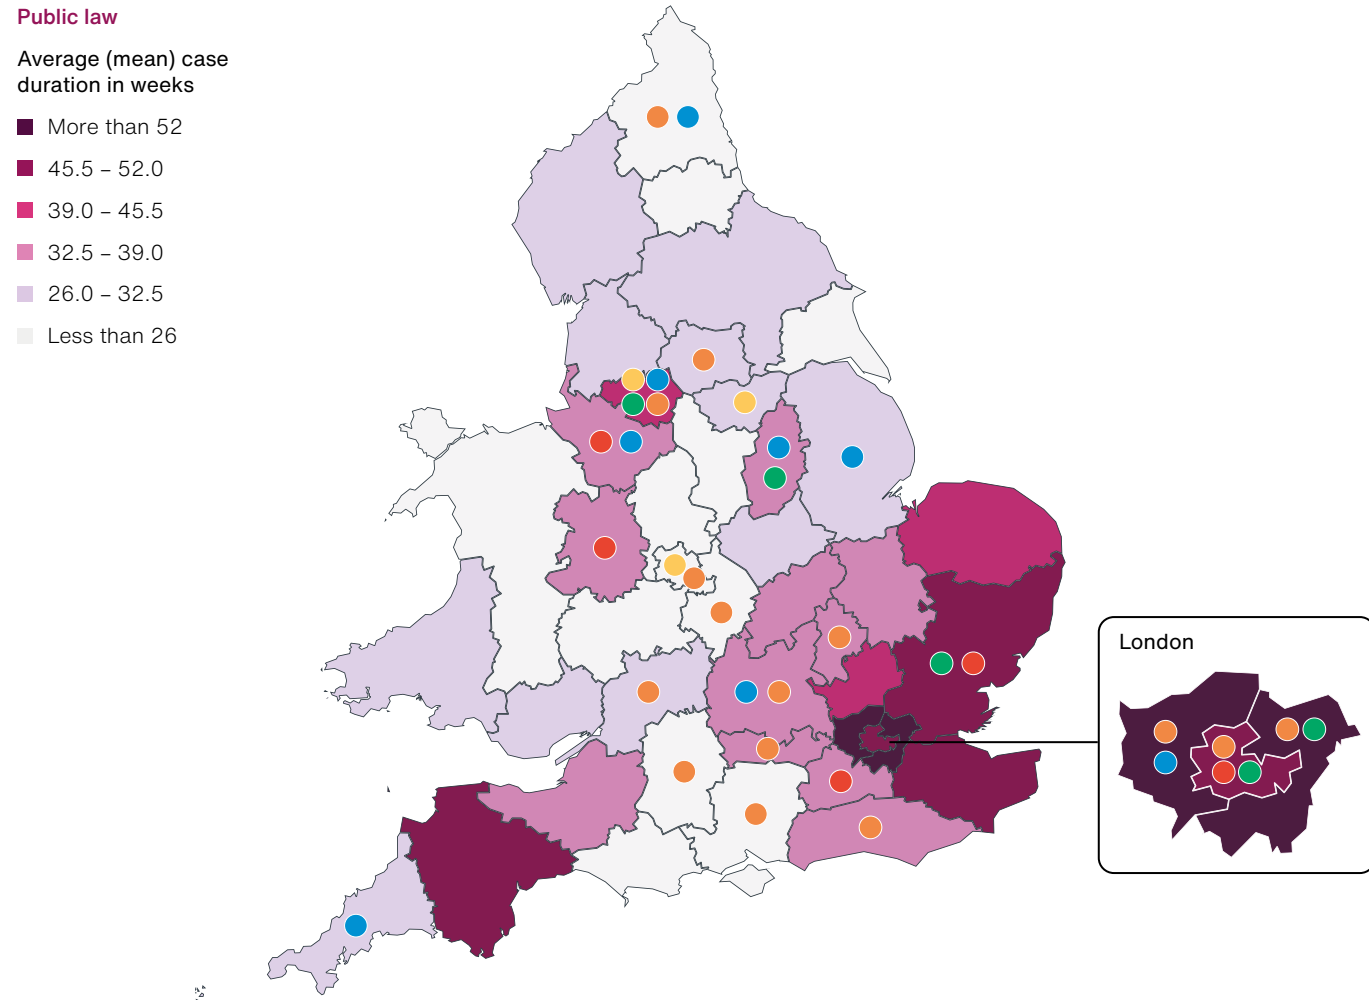 Public law
Average (mean) case
duration in weeks
More than 52
45.5 – 52.0
39.0 – 45.5
32.5 – 39.0
26.0 – 32.5
Less than 26
London